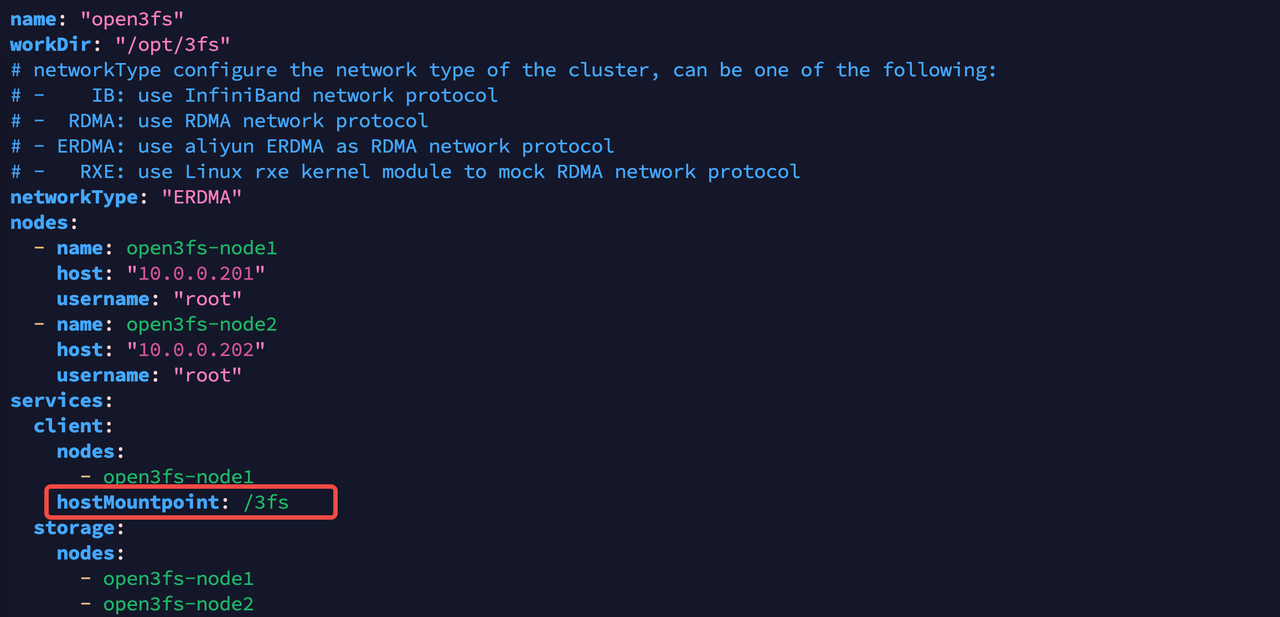 name: "open3fs"
workDir: "/opt/3fs"
# networkType configure the network type of the cluster, can be one of the following:
# -    IB: use InfiniBand network protocol
# -  RDMA: use RDMA network protocol
# - ERDMA: use aliyun ERDMA as RDMA network protocol
# -   RXE: use Linux rxe kernel module to mock RDMA network protocol
networkType: "ERDMA"
nodes:
  - name: open3fs-node1
    host: "10.0.0.201"
    username: "root"
  - name: open3fs-node2
    host: "10.0.0.202"
    username: "root"
services:
  client:
    nodes:
      - open3fs-node1
    hostMountpoint: /3fs
  storage:
    nodes:
      - open3fs-node1
      - open3fs-node2